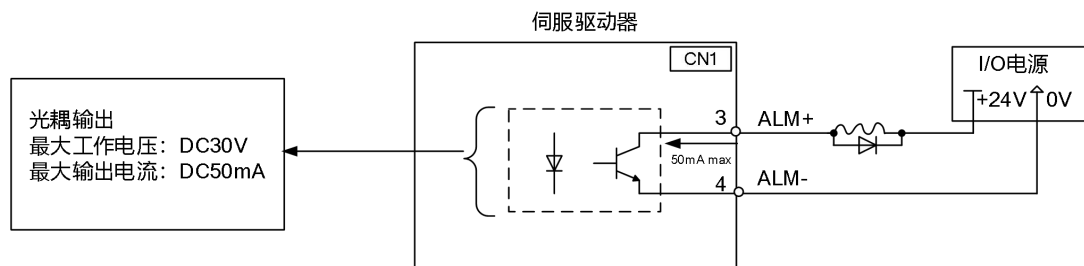 伺服驱动器
CN1
I/O电源
+24V 0V
光耦输出
最大工作电压：DC30V
最大输出电流：DC50mA
3 ALM+
50mA max
4 ALM-